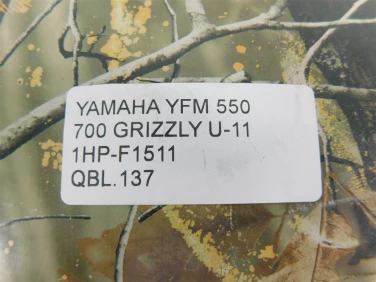 YAMAHA YFM 550
700 GRIZZLY U-11
1HP-F1511
QBL.137